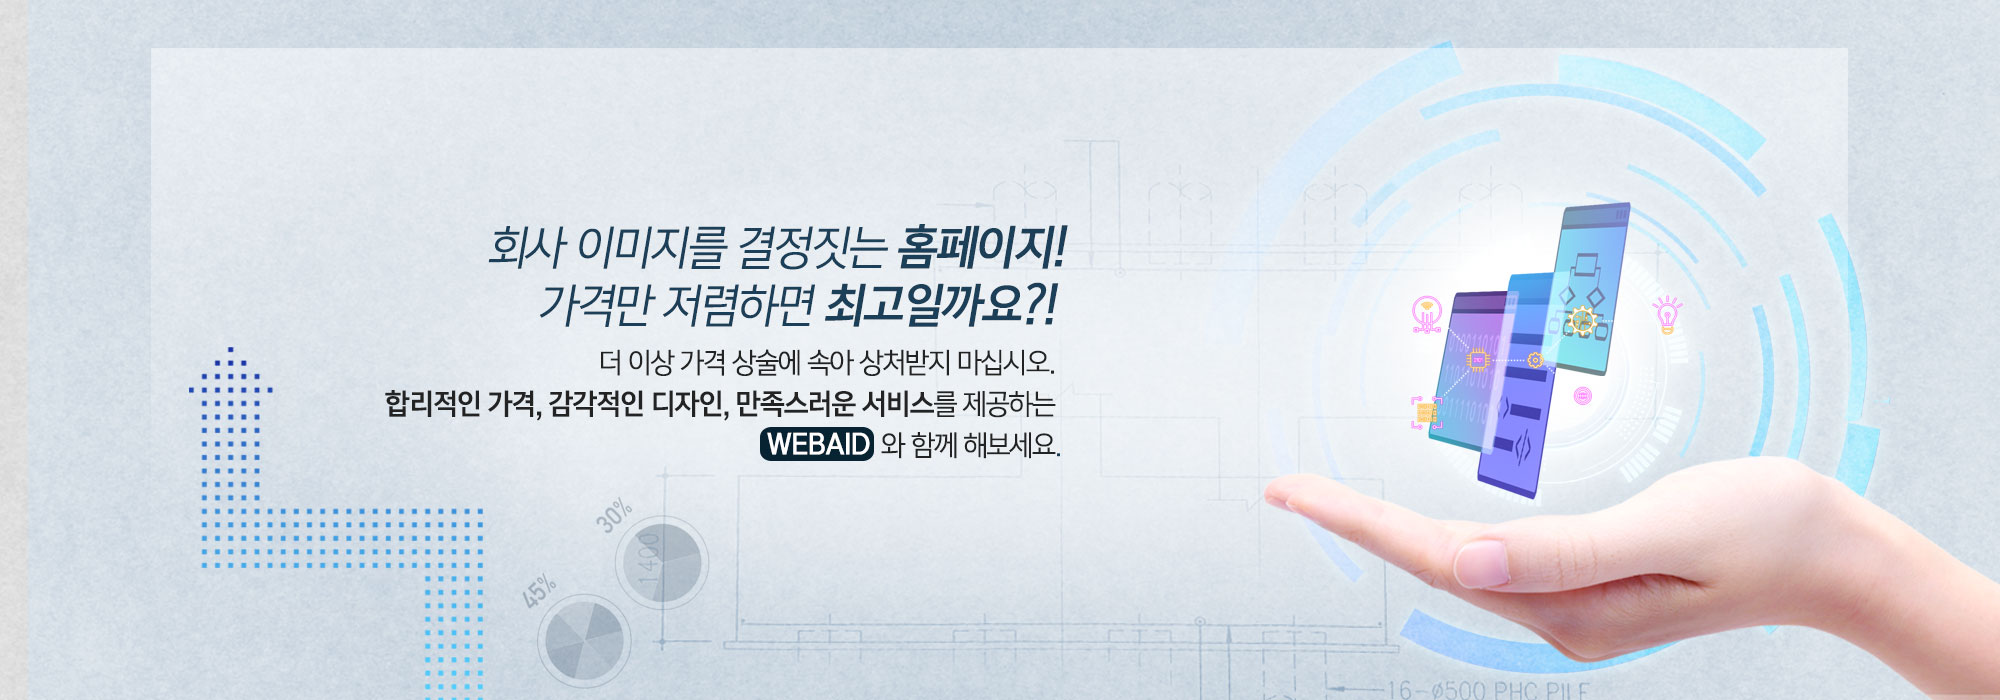 회사 이미지를 결정짓는 홈페이지!
가격만 저렴하면 최고일까요?!
더 이상 가격 상술에 속아 상처받지 마십시오.
합리적인 가격, 감각적인 디자인, 만족스러운 서비스를 제공하는
WEBAID 와 함께 해보세요.
30%
1400
45%
16-ø500 PHC PILE